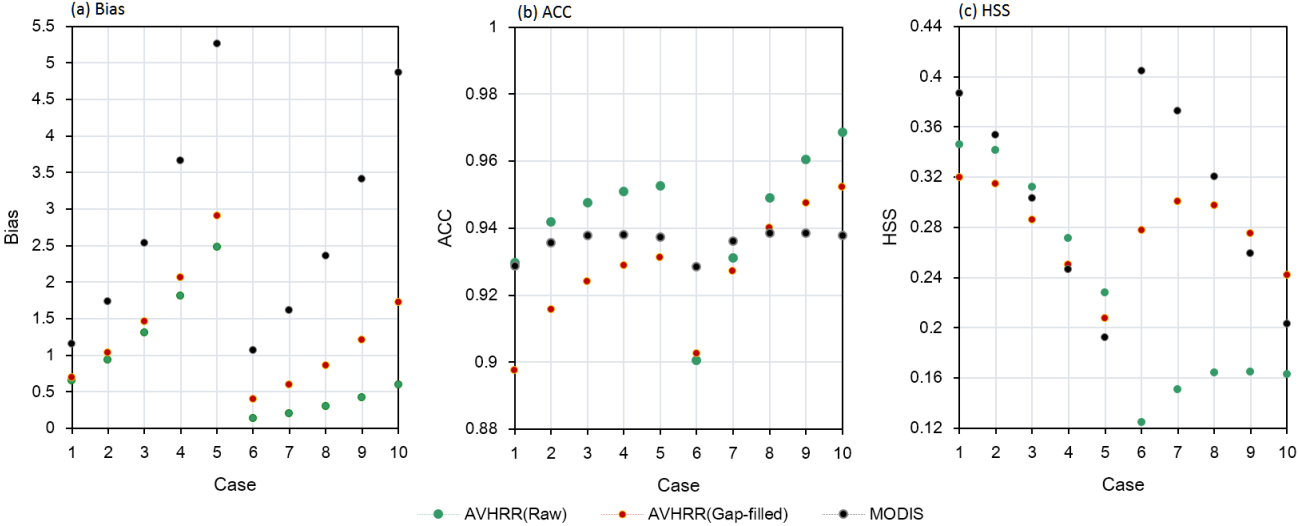 (a) Bias
5.5
5
4.5
4
3.5
3
2.5
2
1.5
1
0.5
0
Bias
1 2 3 4 5 6 7 8 9 10
Case
(b) ACC
1
0.98
0.96
0.94
0.92
0.9
0.88
ACC
1 2 3 4 5 6 7 8 9 10
Case
(c) HSS
0.44
0.4
0.36
0.32
0.28
0.24
0.2
0.16
0.12
HSS
1 2 3 4 5 6 7 8 9 10
Case
AVHRR(Raw) AVHRR(Gap-filled) MODIS